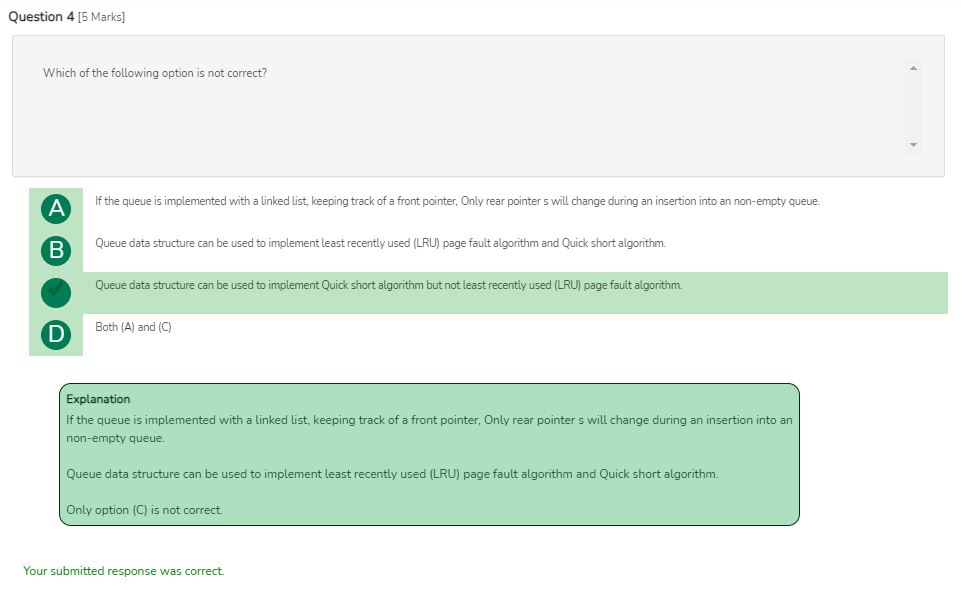 Question 4 [5 Marks]
Which of the following option is not correct?
A If the queue is implemented with a linked list, keeping track of a front pointer, Only rear pointer s will change during an insertion into an non-empty queue.
B Queue data structure can be used to implement least recently used (LRU) page fault algorithm and Quick short algorithm.
Queue data structure can be used to implement Quick short algorithm but not least recently used (LRU) page fault algorithm.
D Both (A) and (C)
Explanation
If the queue is implemented with a linked list, keeping track of a front pointer, Only rear pointer s will change during an insertion into an
non-empty queue.
Queue data structure can be used to implement least recently used (LRU) page fault algorithm and Quick short algorithm.
Only option (C) is not correct.
Your submitted response was correct.